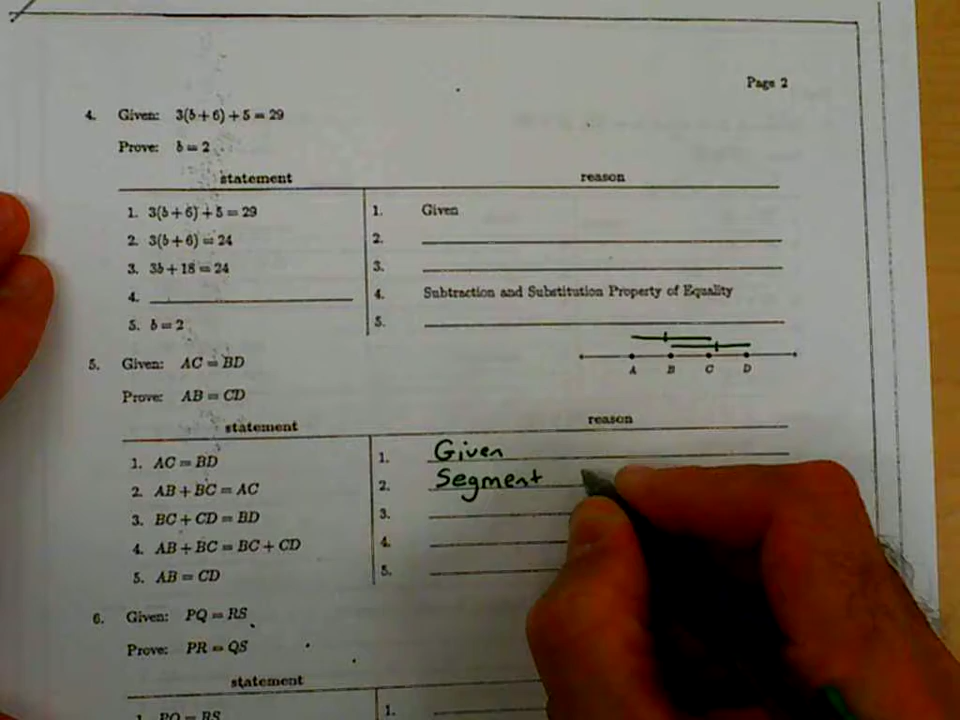 Page 2
4. Given: 3(b + 6) + 5 = 29
Prove: b = 2
statement reason
1. 3(b + 6) + 5 = 29 1. Given
2. 3(b + 6) = 24 2.
3. 3b + 18 = 24 3.
4. 4. Subtraction and Substitution Property of Equality
5. b = 2 5.
5. Given: AC = BD
A B C D
Prove: AB = CD
statement reason
1. AC = BD 1. Given
2. AB + BC = AC 2. Segment
3. BC + CD = BD 3.
4. AB + BC = BC + CD 4.
5. AB = CD 5.
6. Given: PQ = RS
Prove: PR = QS
statement
1. PQ = RS 1.